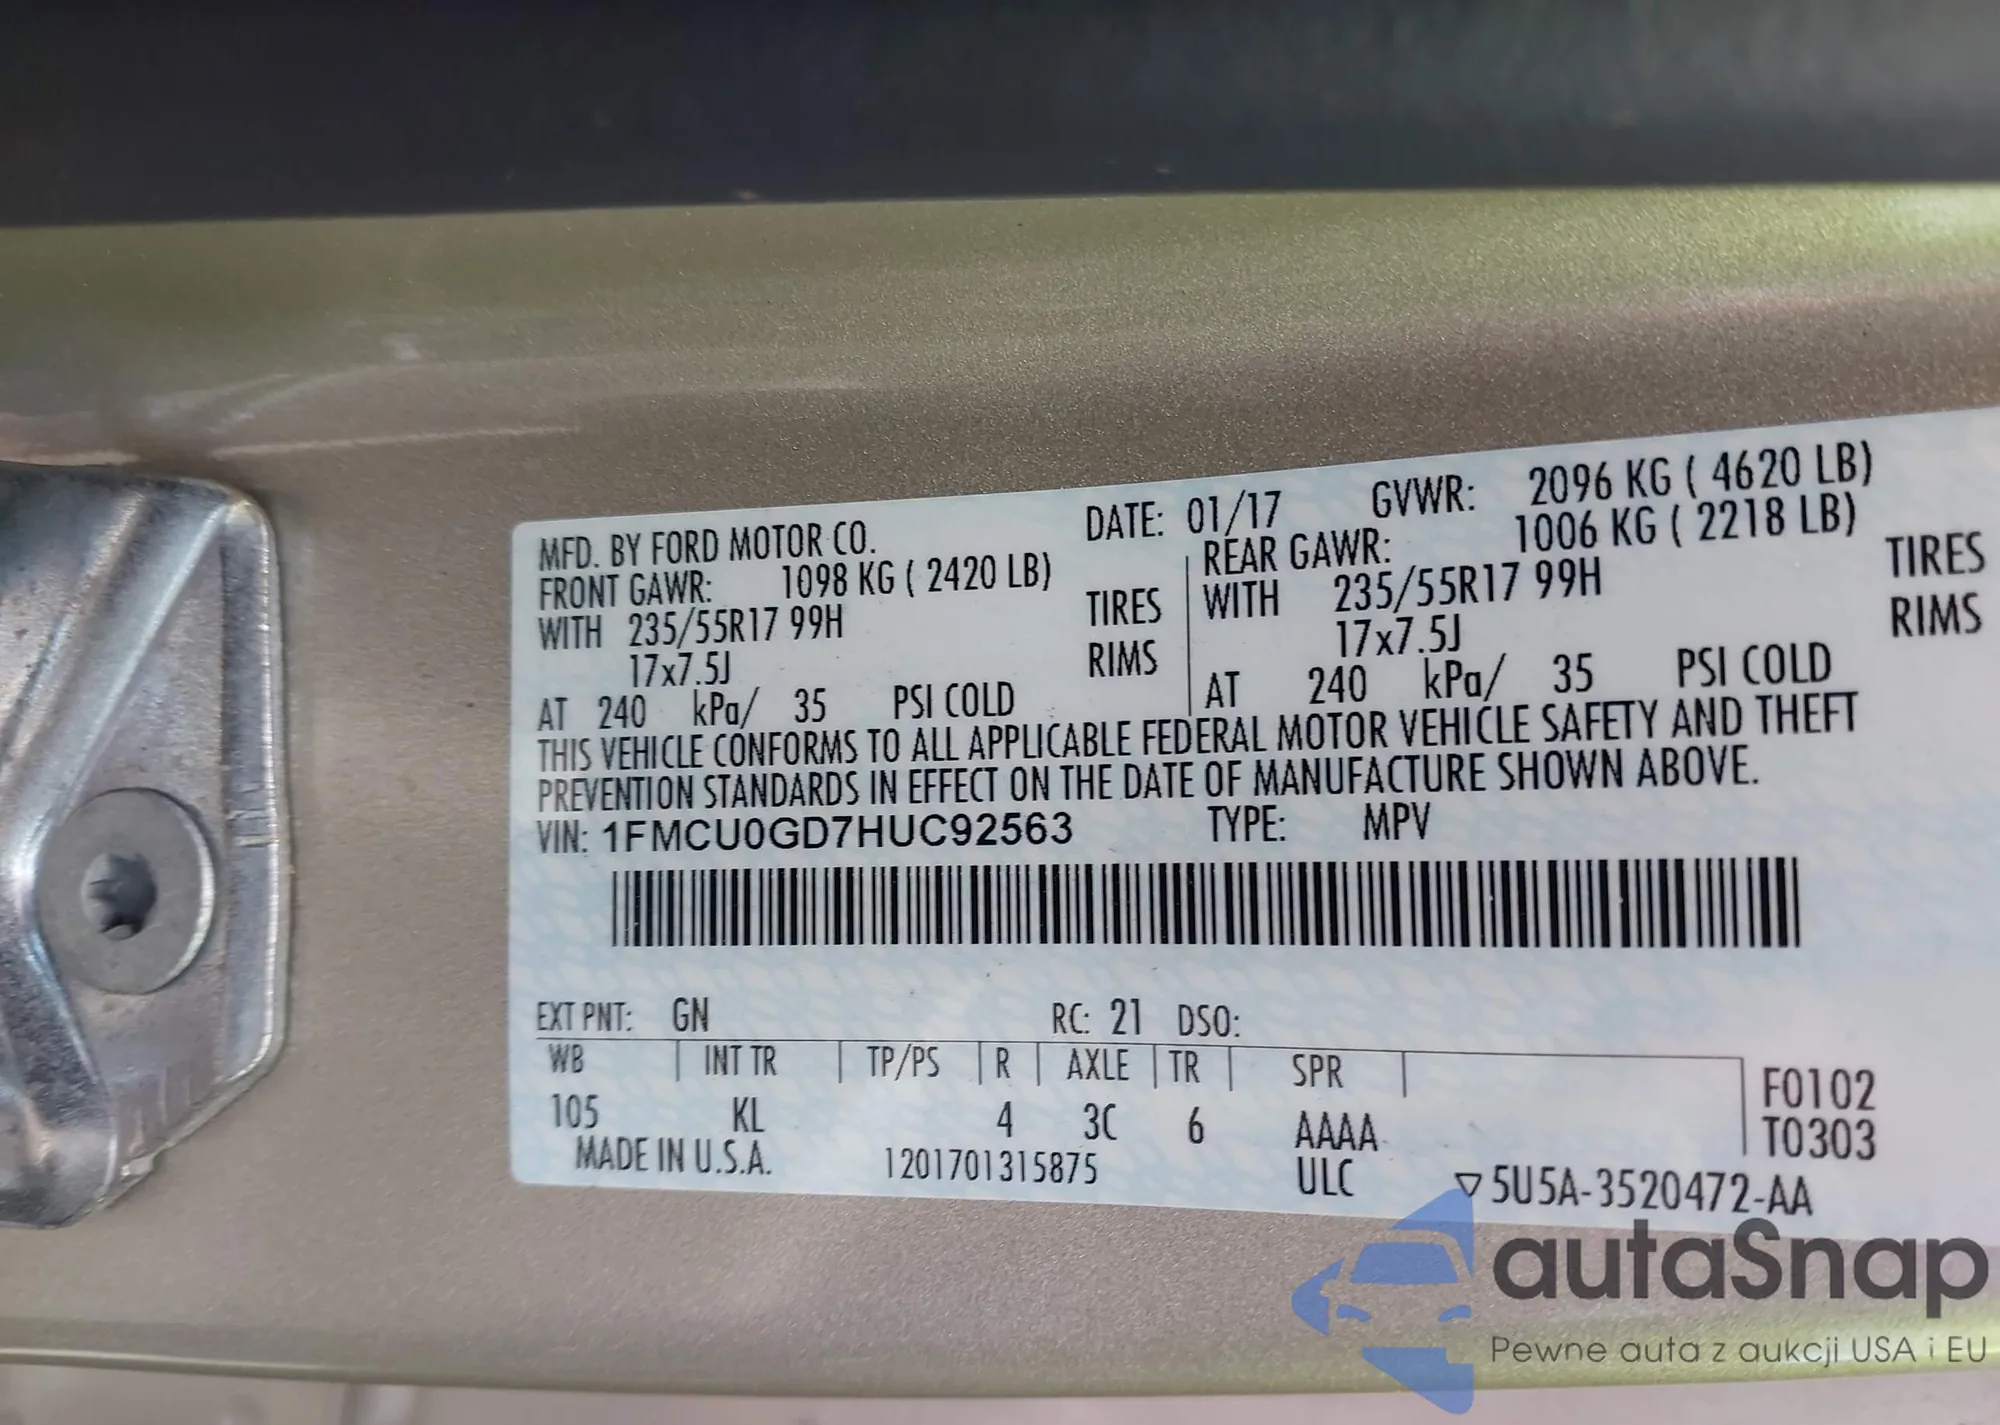 MFD. BY FORD MOTOR CO. DATE: 01/17 GVWR: 2096 KG ( 4620 LB)
FRONT GAWR: 1098 KG ( 2420 LB) REAR GAWR: 1006 KG ( 2218 LB)
WITH 235/55R17 99H TIRES WITH 235/55R17 99H TIRES
17x7.5J RIMS 17x7.5J RIMS
AT 240 kPa/ 35 PSI COLD AT 240 kPa/ 35 PSI COLD
THIS VEHICLE CONFORMS TO ALL APPLICABLE FEDERAL MOTOR VEHICLE SAFETY AND THEFT
PREVENTION STANDARDS IN EFFECT ON THE DATE OF MANUFACTURE SHOWN ABOVE.
VIN: 1FMCU0GD7HUC92563 TYPE: MPV
EXT PNT: GN RC: 21 DSO:
WB INT TR TP/PS R AXLE TR SPR
F0102
105 KL 4 3C 6 AAAA
T0303
MADE IN U.S.A. 1201701315875 ULC ▽5U5A-3520472-AA
autaSnap
Pewne auta z aukcji USA i EU